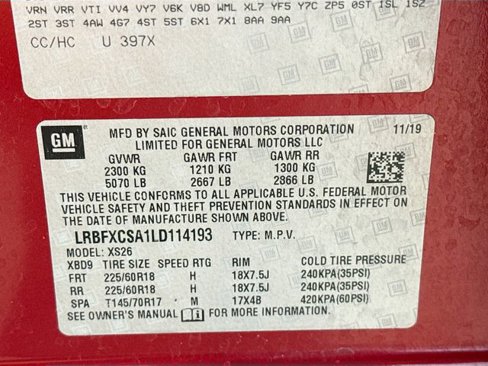 VRN VRR VTI VV4 VY7 V6K V8D WML XL7 YF5 Y7C ZP5 0ST 1SL 1SZ
2ST 3ST 4AW 4G7 4ST 5ST 6X1 7X1 8AA 9AA
CC/HC U 397X
GM
MFD BY SAIC GENERAL MOTORS CORPORATION 11/19
LIMITED FOR GENERAL MOTORS
GVWR GAWR FRT GAWR RR
2300 KG 1210 KG 1300 KG
5070 LB 2667 LB 2866 LB
THIS VEHICLE CONFORMS TO ALL APPLICABLE U.S. FEDERAL MOTOR
VEHICLE SAFETY AND THEFT PREVENTION STANDARDS IN EFFECT ON
THE DATE OF MANUFACTURE SHOWN ABOVE.
LRBFXCSA1LD114193 TYPE: M.P.V.
MODEL: XS26
XBD9 TIRE SIZE SPEED RTG RIM COLD TIRE PRESSURE
FRT 225/60R18 H 18X7.5J 240KPA(35PSI)
RR 225/60R18 H 18X7.5J 240KPA(35PSI)
SPA T145/70R17 M 17X4B 420KPA(60PSI)
SEE OWNER'S MANUAL FOR MORE INFORMATION.